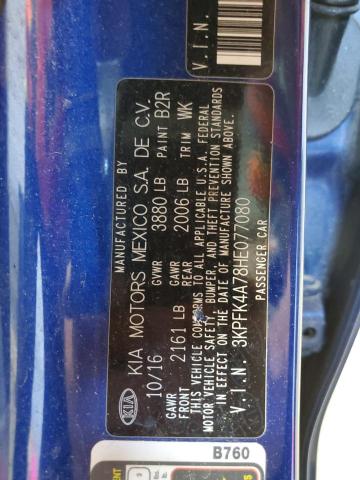 MANUFACTURED BY
KIA KIA MOTORS MEXICO S.A. DE C.V.
10/16 GVWR 3880 LB PAINT B2R
GAWR FRONT 2161 LB GAWR REAR 2006 LB TRIM WK
THIS VEHICLE CONFORMS TO ALL APPLICABLE U.S.A. FEDERAL
MOTOR VEHICLE SAFETY, BUMPER, AND THEFT PREVENTION STANDARDS
IN EFFECT ON THE DATE OF MANUFACTURE SHOWN ABOVE.
V.I.N. 3KPFK4A78HE077080
PASSENGER CAR
V.I.N.
B760